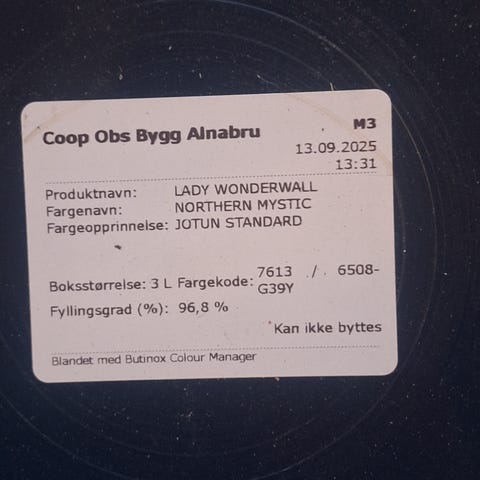 Coop Obs Bygg Alnabru
M3
13.09.2025
13:31
Produktnavn: LADY WONDERWALL
Fargenavn: NORTHERN MYSTIC
Fargeopprinnelse: JOTUN STANDARD
Boksstørrelse: 3 L Fargekode: 7613 / 6508-
G39Y
Fyllingsgrad (%): 96,8 %
Kan ikke byttes
Blandet med Butinox Colour Manager